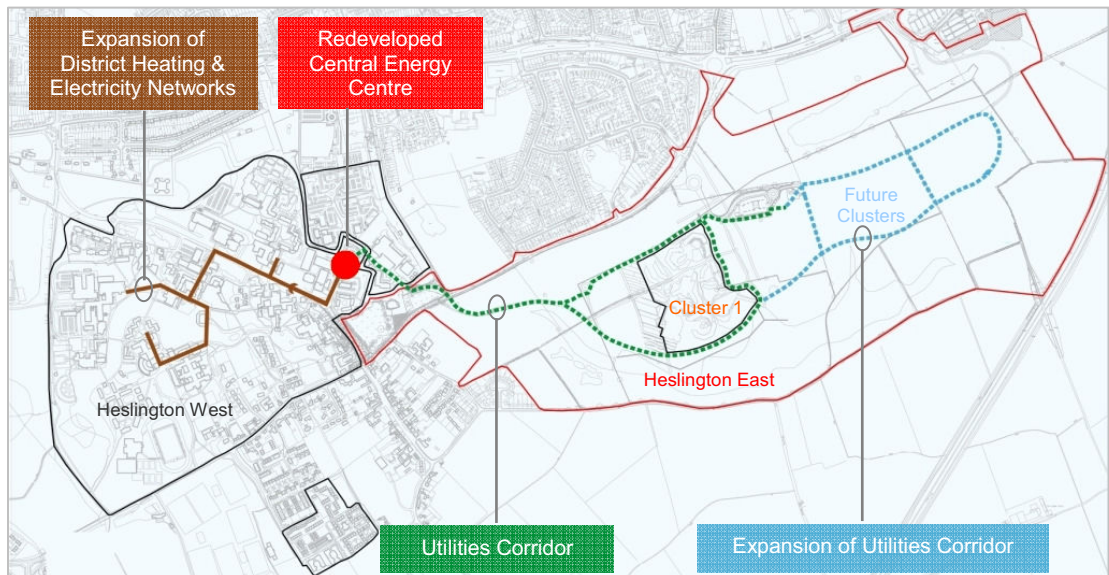 Expansion of
District Heating &
Electricity Networks
Redeveloped
Central Energy
Centre
Future
Clusters
Cluster 1
Heslington East
Heslington West
Utilities Corridor
Expansion of Utilities Corridor